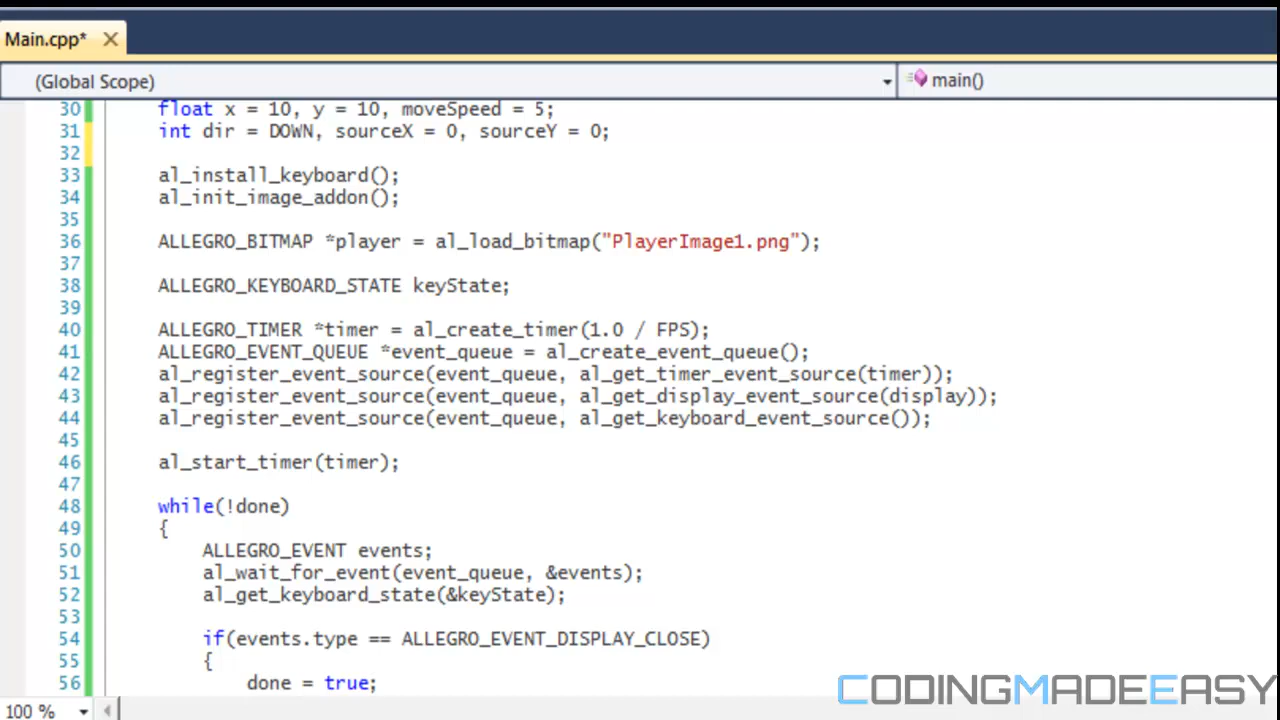 Main.cpp*
(Global Scope)
main()
30 float x = 10, y = 10, moveSpeed = 5;
31 int dir = DOWN, sourceX = 0, sourceY = 0;
32
33 al_install_keyboard();
34 al_init_image_addon();
35
36 ALLEGRO_BITMAP *player = al_load_bitmap("PlayerImage1.png");
37
38 ALLEGRO_KEYBOARD_STATE keyState;
39
40 ALLEGRO_TIMER *timer = al_create_timer(1.0 / FPS);
41 ALLEGRO_EVENT_QUEUE *event_queue = al_create_event_queue();
42 al_register_event_source(event_queue, al_get_timer_event_source(timer));
43 al_register_event_source(event_queue, al_get_display_event_source(display));
44 al_register_event_source(event_queue, al_get_keyboard_event_source());
45
46 al_start_timer(timer);
47
48 while(!done)
49 {
50 ALLEGRO_EVENT events;
51 al_wait_for_event(event_queue, &events);
52 al_get_keyboard_state(&keyState);
53
54 if(events.type == ALLEGRO_EVENT_DISPLAY_CLOSE)
55 {
56 done = true;
CODINGMADEEASY
100 %